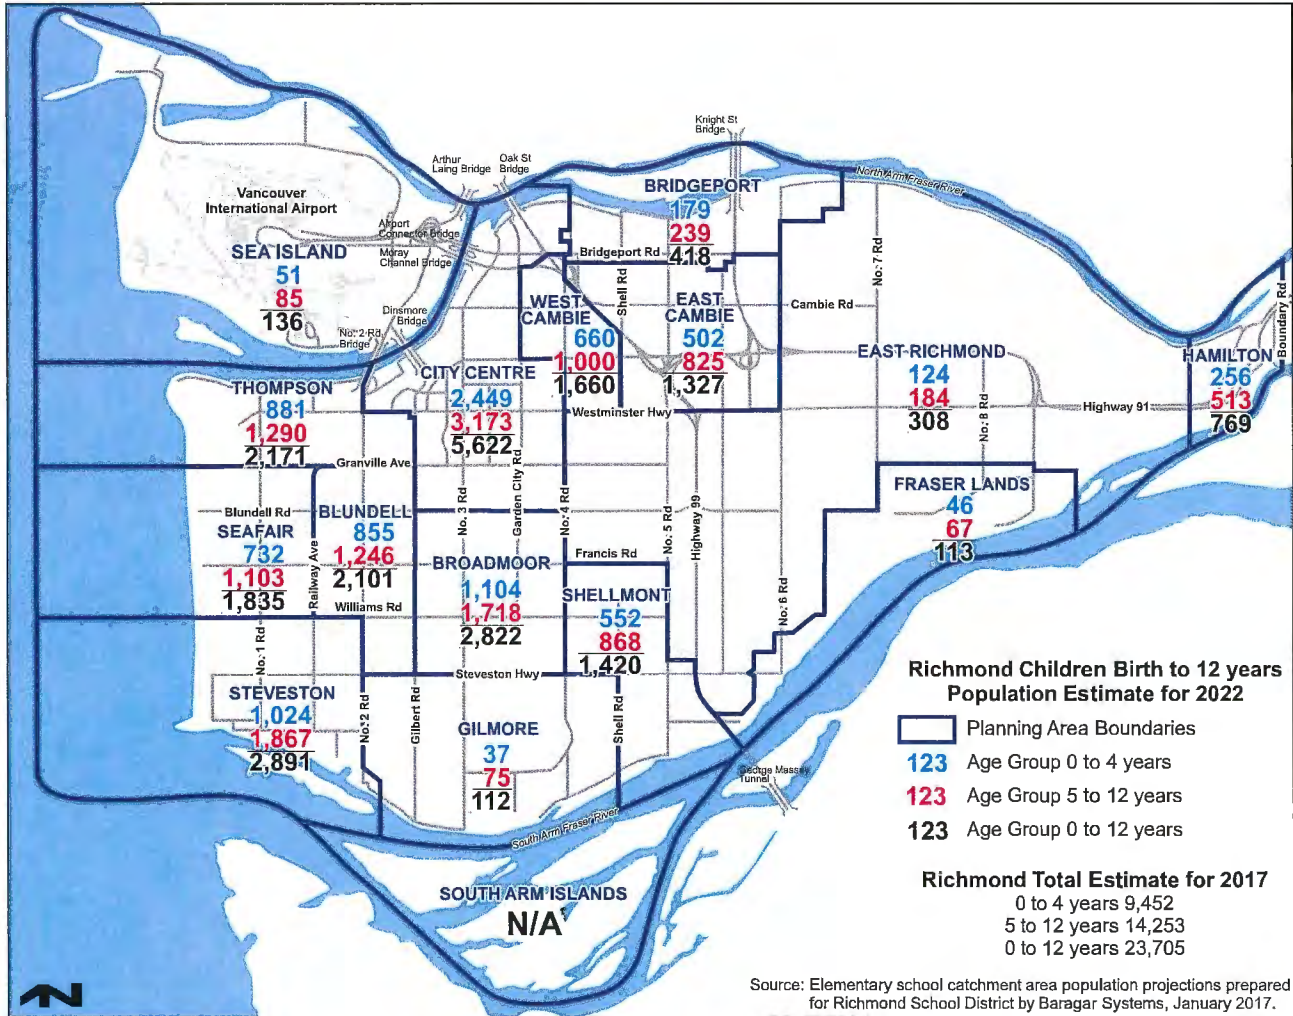 Knight St
Bridge
Arthur
Laing Bridge
Oak St
Bridge
North Arm Fraser River
Vancouver
International Airport
Airport
Connector Bridge
Moray
Channel Bridge
SEA ISLAND
51
85
136
BRIDGEPORT
179
239
418
Bridgeport Rd
Shell Rd
No. 7 Rd
Boundary Rd
Dinsmore
Bridge
No. 2 Rd
Bridge
WEST
CAMBIE
660
1,000
1,660
EAST
CAMBIE
502
825
1,327
Cambie Rd
EAST RICHMOND
124
184
308
No. 8 Rd
Highway 91
HAMILTON
256
513
769
THOMPSON
881
1,290
2,171
CITY CENTRE
2,449
3,173
5,622
Westminster Hwy
Granville Ave
Garden City Rd
No. 3 Rd
No. 4 Rd
No. 5 Rd
Highway 99
No. 6 Rd
FRASER LANDS
46
67
113
Blundell Rd
SEAFAIR
732
1,103
1,835
Railway Ave
BLUNDELL
855
1,246
2,101
Williams Rd
BROADMOOR
1,104
1,718
2,822
Francis Rd
SHELLMONT
552
868
1,420
Steveston Hwy
No. 1 Rd
STEVESTON
1,024
1,867
2,891
No. 2 Rd
Gilbert Rd
GILMORE
37
75
112
Shell Rd
George Massey
Tunnel
South Arm Fraser River
SOUTH ARM ISLANDS
N/A
Richmond Children Birth to 12 years
Population Estimate for 2022
Planning Area Boundaries
123 Age Group 0 to 4 years
123 Age Group 5 to 12 years
123 Age Group 0 to 12 years
Richmond Total Estimate for 2017
0 to 4 years 9,452
5 to 12 years 14,253
0 to 12 years 23,705
Source: Elementary school catchment area population projections prepared
for Richmond School District by Baragar Systems, January 2017.
N